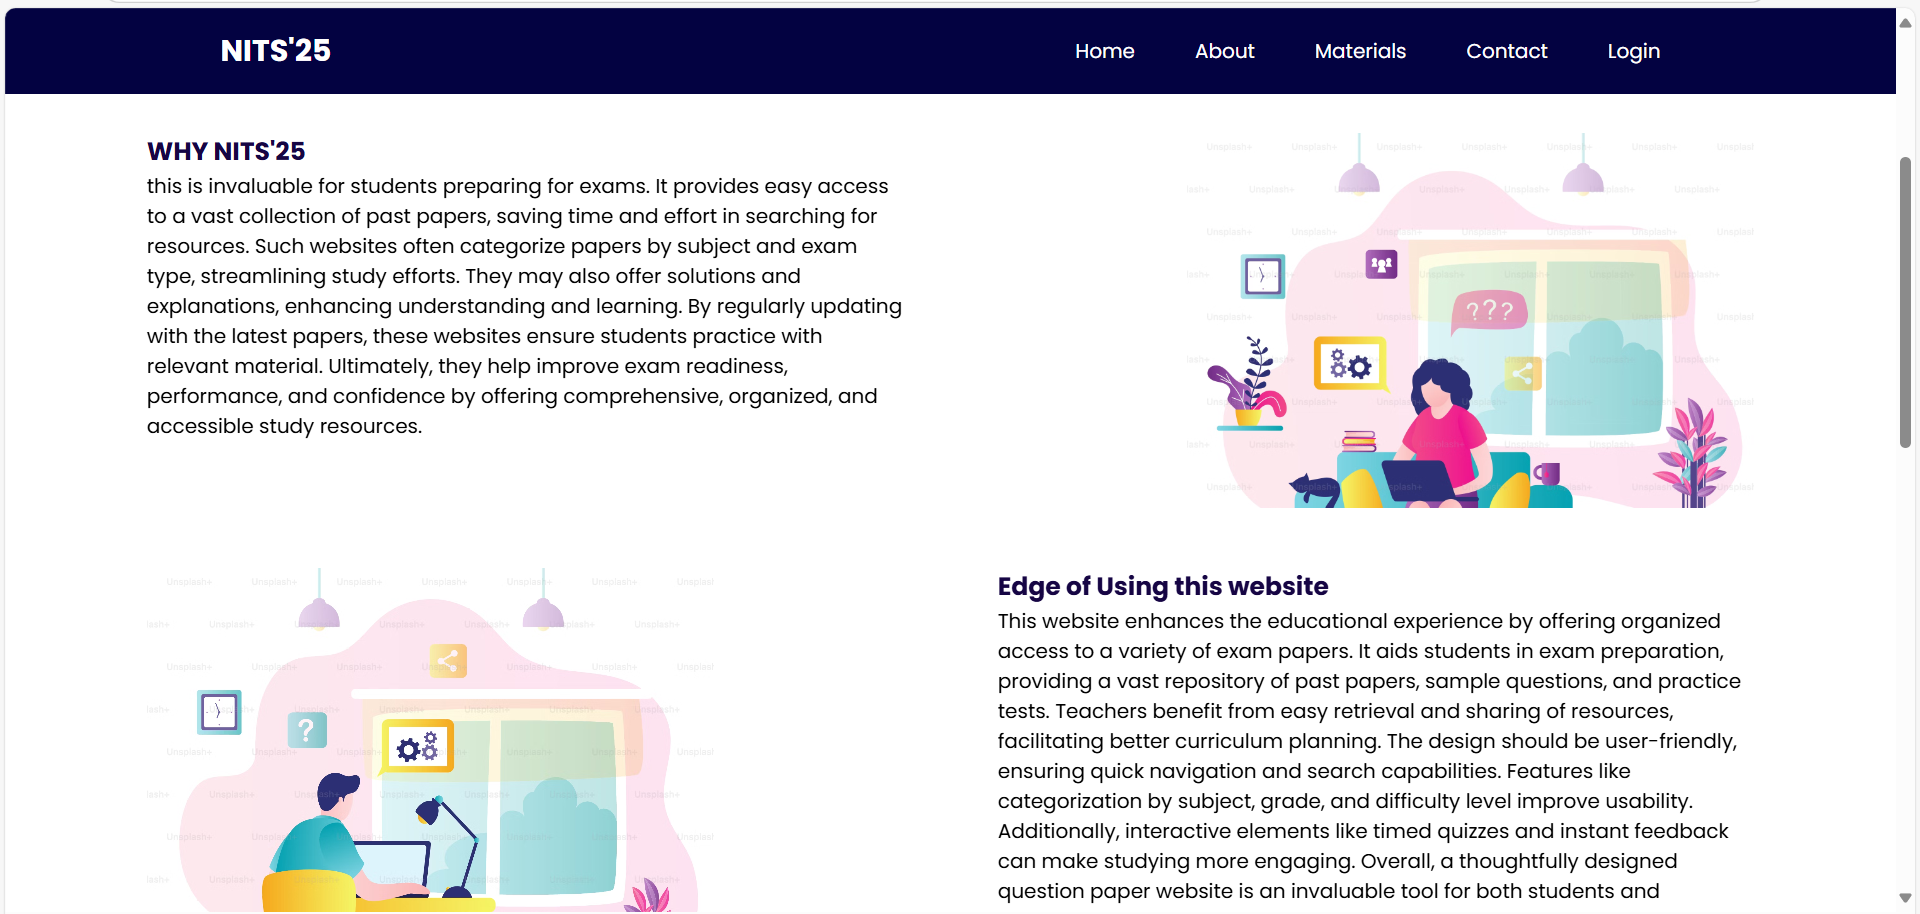 NITS'25
Home About Materials Contact Login
WHY NITS'25
this is invaluable for students preparing for exams. It provides easy access
to a vast collection of past papers, saving time and effort in searching for
resources. Such websites often categorize papers by subject and exam
type, streamlining study efforts. They may also offer solutions and
explanations, enhancing understanding and learning. By regularly updating
with the latest papers, these websites ensure students practice with
relevant material. Ultimately, they help improve exam readiness,
performance, and confidence by offering comprehensive, organized, and
accessible study resources.
???
?
Edge of Using this website
This website enhances the educational experience by offering organized
access to a variety of exam papers. It aids students in exam preparation,
providing a vast repository of past papers, sample questions, and practice
tests. Teachers benefit from easy retrieval and sharing of resources,
facilitating better curriculum planning. The design should be user-friendly,
ensuring quick navigation and search capabilities. Features like
categorization by subject, grade, and difficulty level improve usability.
Additionally, interactive elements like timed quizzes and instant feedback
can make studying more engaging. Overall, a thoughtfully designed
question paper website is an invaluable tool for both students and